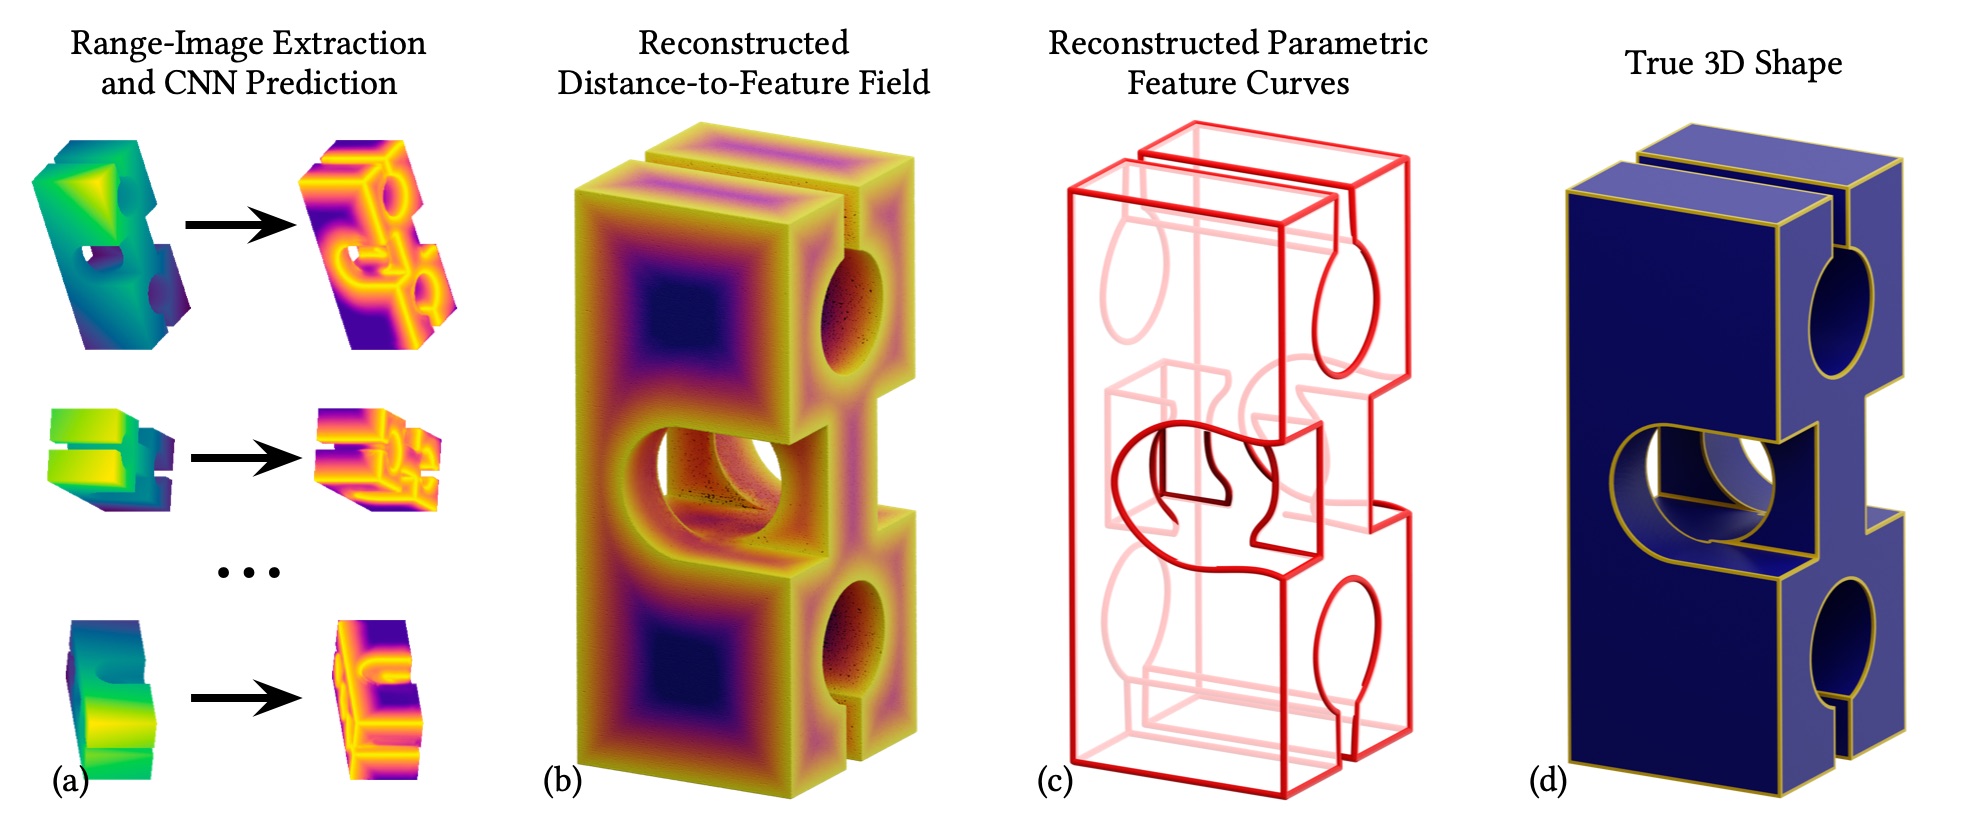 Range-Image Extraction
and CNN Prediction
Reconstructed
Distance-to-Feature Field
Reconstructed Parametric
Feature Curves
True 3D Shape
(a)
(b)
(c)
(d)